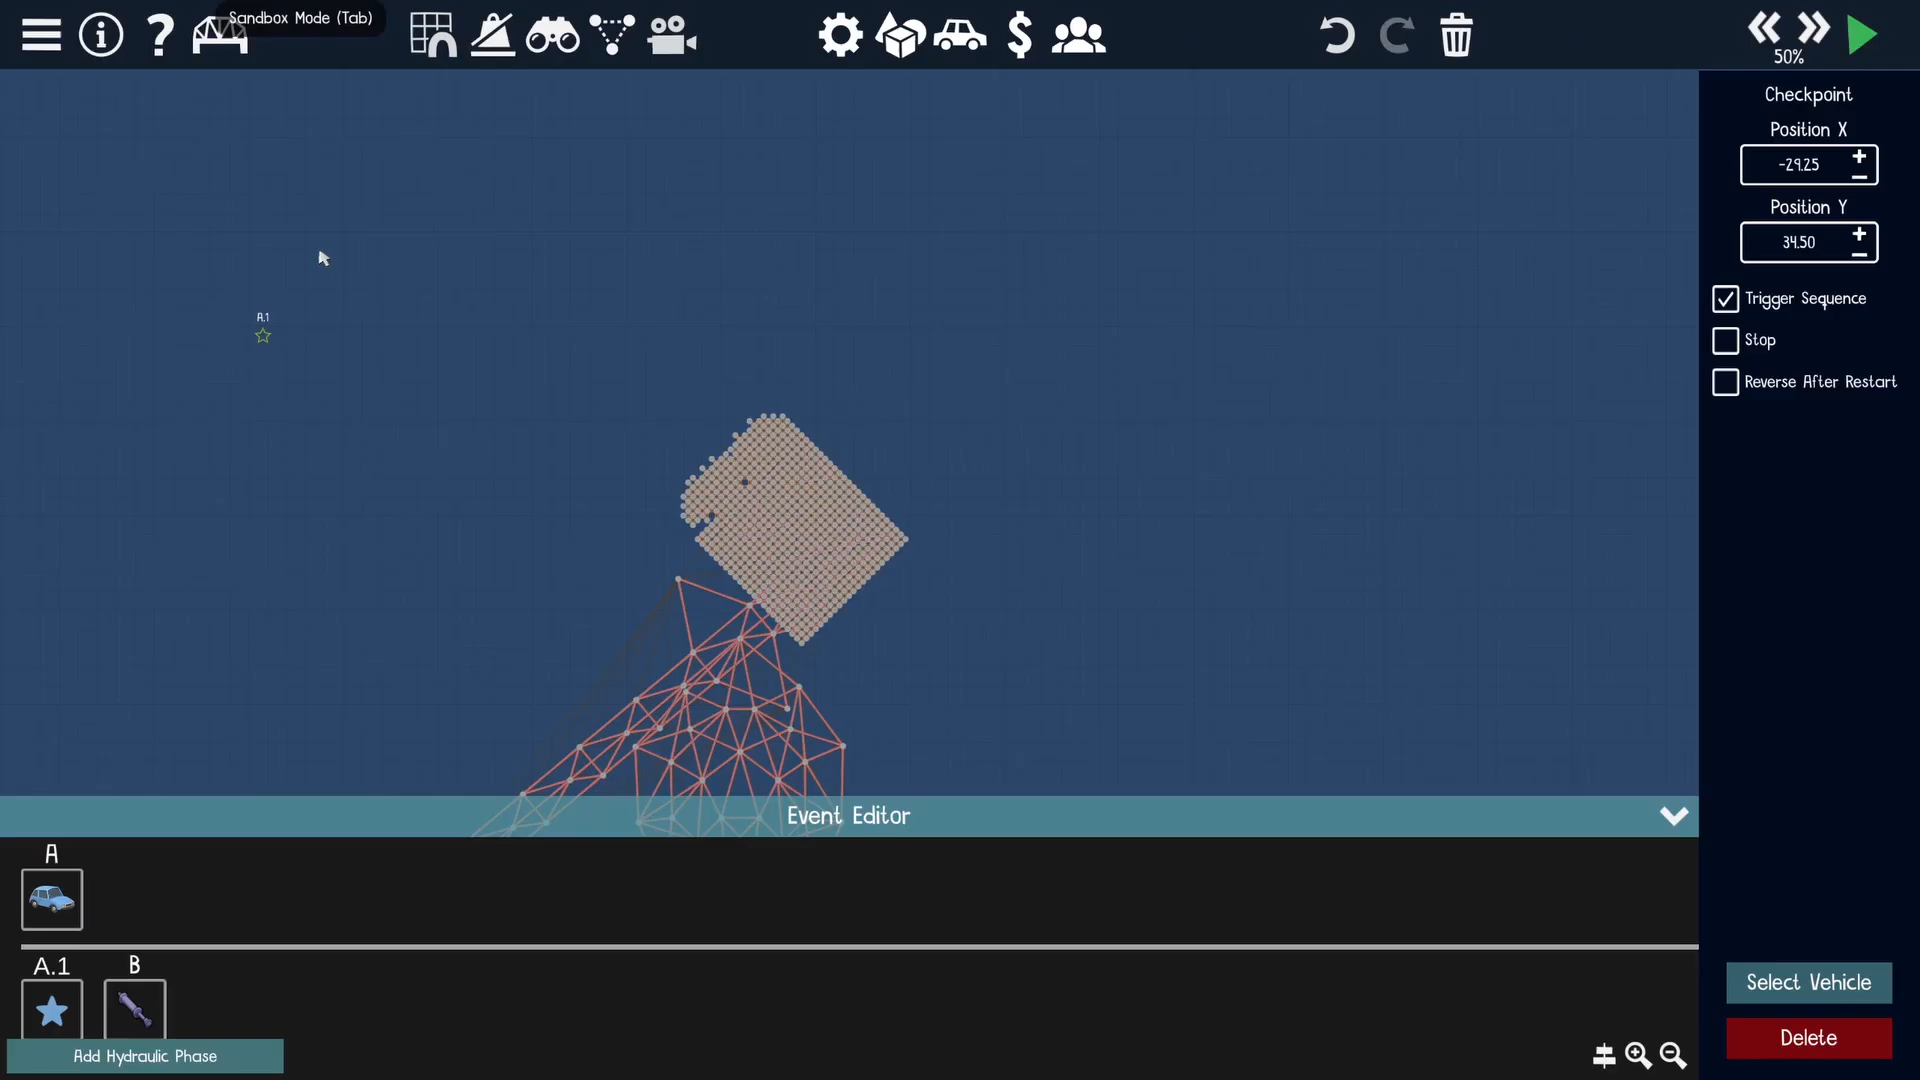 Sandbox Mode (Tab)
50%
Checkpoint
Position X
-29.25
Position Y
34.50
Trigger Sequence
Stop
Reverse After Restart
A.1
Event Editor
A
A.1
B
Add Hydraulic Phase
Select Vehicle
Delete